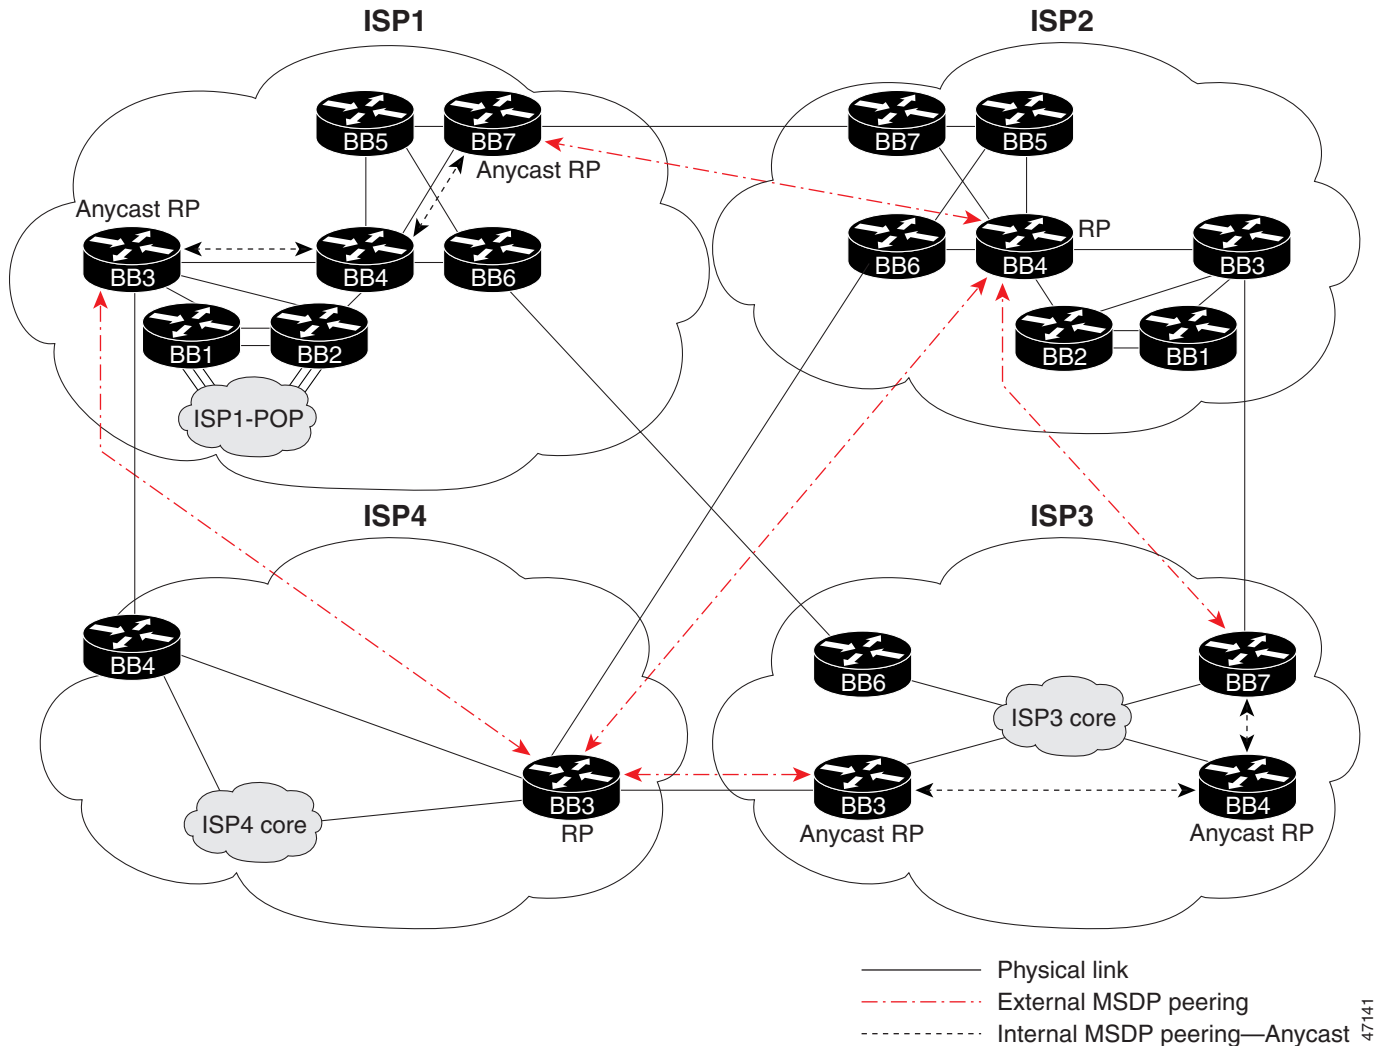 ISP1
ISP2
BB5
BB7
Anycast RP
Anycast RP
BB3
BB4
BB6
BB1
BB2
ISP1-POP
BB7
BB5
BB6
RP
BB4
BB3
BB2
BB1
ISP4
ISP3
BB4
ISP4 core
BB3
RP
BB6
ISP3 core
BB7
BB3
Anycast RP
BB4
Anycast RP
Physical link
External MSDP peering
Internal MSDP peering—Anycast
47141